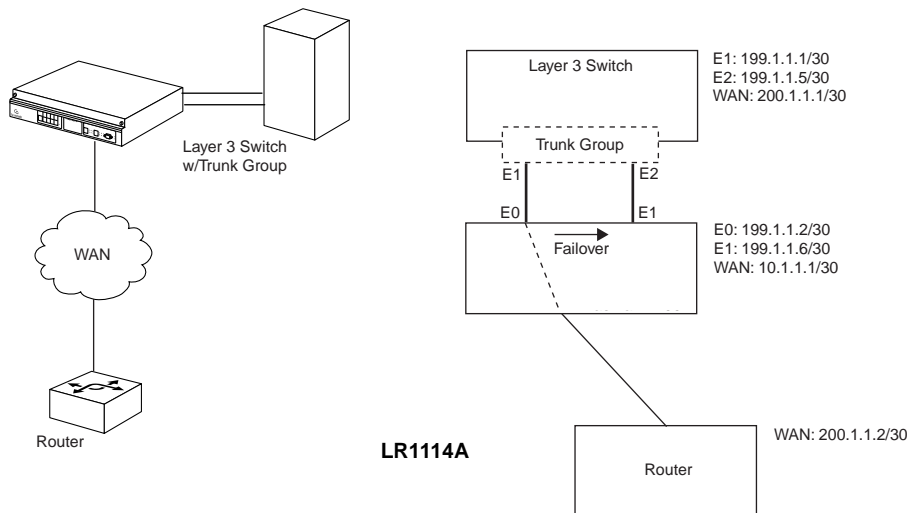 Layer 3 Switch
w/Trunk Group
WAN
Router
Layer 3 Switch
E1: 199.1.1.1/30
E2: 199.1.1.5/30
WAN: 200.1.1.1/30
Trunk Group
E1
E2
E0
E1
Failover
E0: 199.1.1.2/30
E1: 199.1.1.6/30
WAN: 10.1.1.1/30
LR1114A
Router
WAN: 200.1.1.2/30